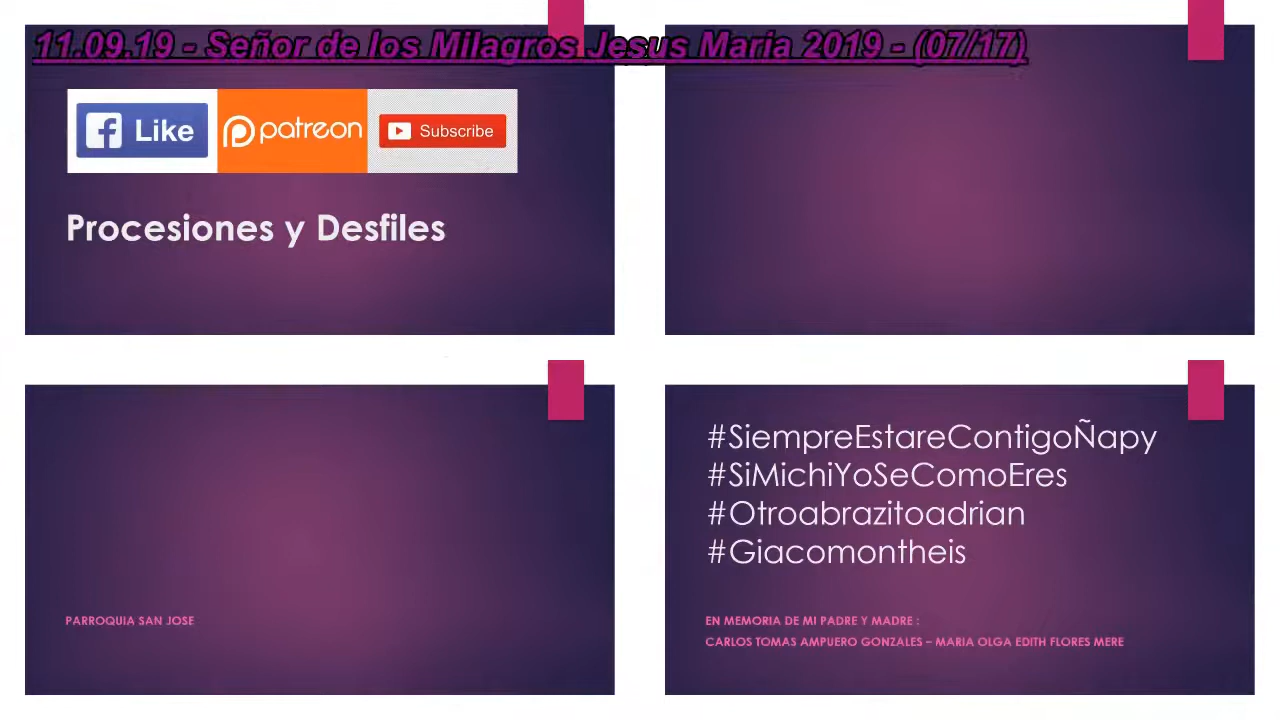 11.09.19 - Señor de los Milagros Jesus Maria 2019 - (07/17)
Like
patreon
Subscribe
Procesiones y Desfiles
PARROQUIA SAN JOSE
#SiempreEstareContigoÑapy
#SiMichiYoSeComoEres
#Otroabrazitoadrian
#Giacomontheis
EN MEMORIA DE MI PADRE Y MADRE :
CARLOS TOMAS AMPUERO GONZALES – MARIA OLGA EDITH FLORES MERE